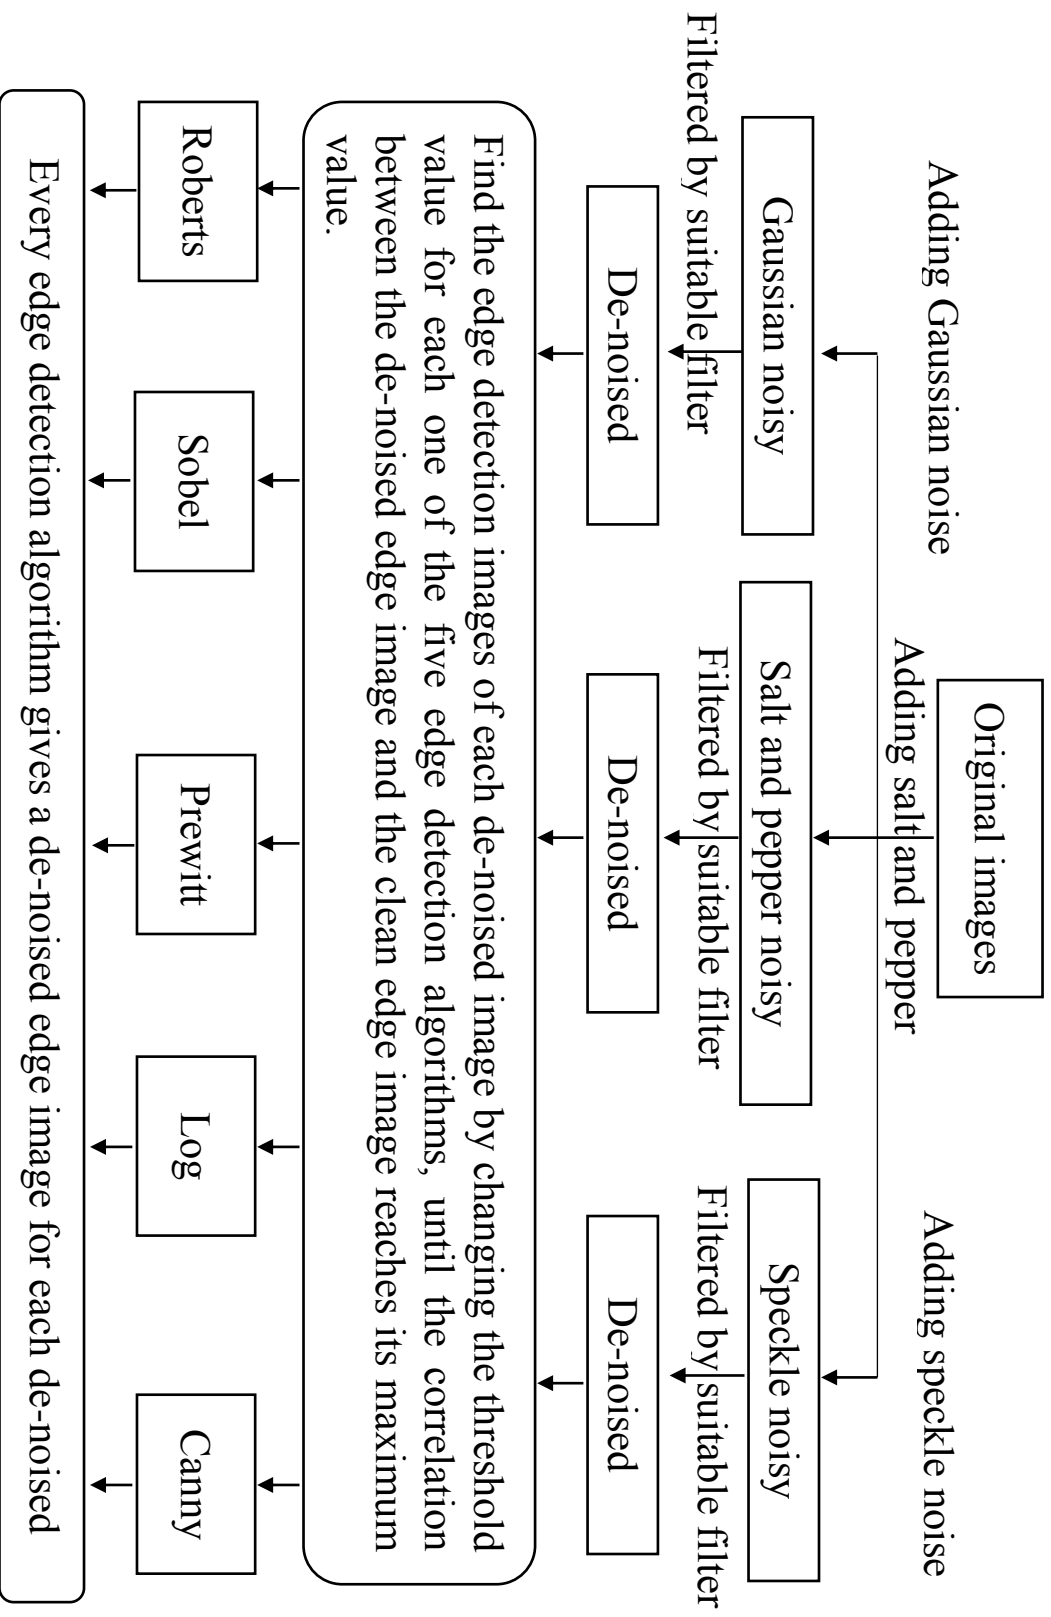 Original images
Adding Gaussian noise
Adding salt and pepper
Adding speckle noise
Gaussian noisy
Salt and pepper noisy
Speckle noisy
Filtered by suitable filter
Filtered by suitable filter
Filtered by suitable filter
De-noised
De-noised
De-noised
Find the edge detection images of each de-noised image by changing the threshold
value for each one of the five edge detection algorithms, until the correlation
between the de-noised edge image and the clean edge image reaches its maximum
value.
Roberts
Sobel
Prewitt
Log
Canny
Every edge detection algorithm gives a de-noised edge image for each de-noised